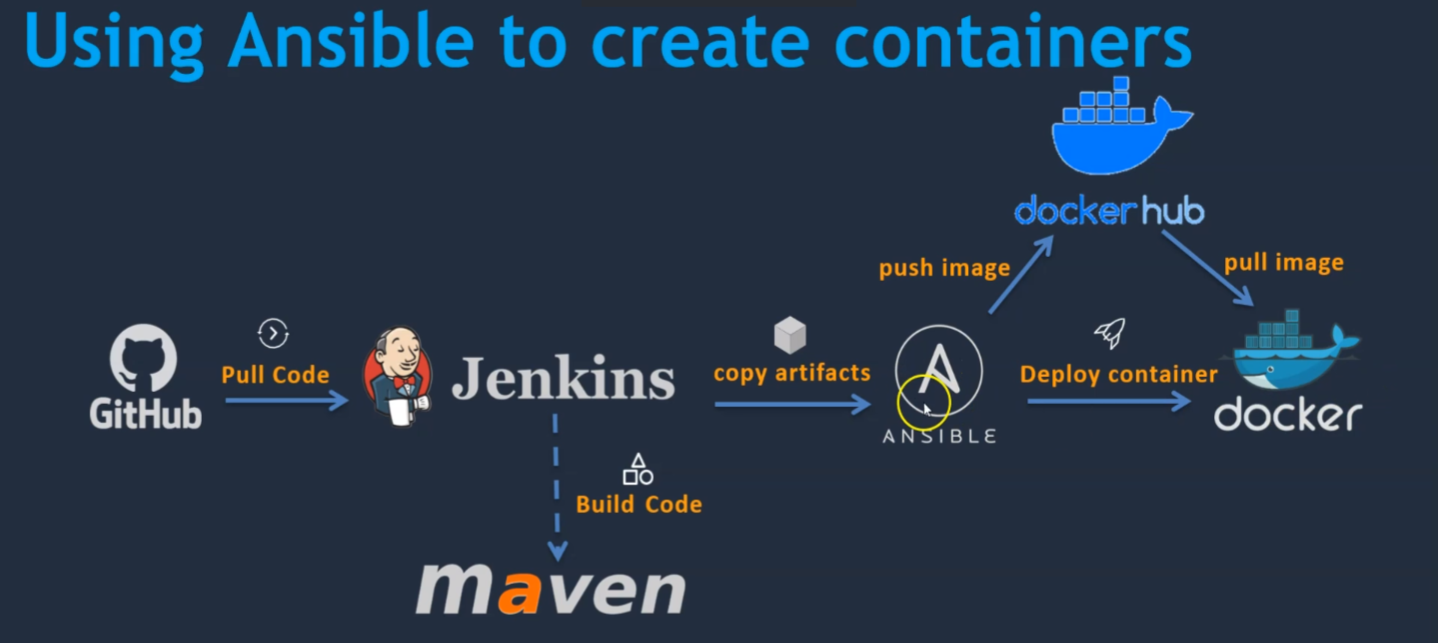 Using Ansible to create containers
docker hub
push image
pull image
Pull Code
GitHub
Jenkins
copy artifacts
ANSIBLE
Deploy container
docker
Build Code
maven